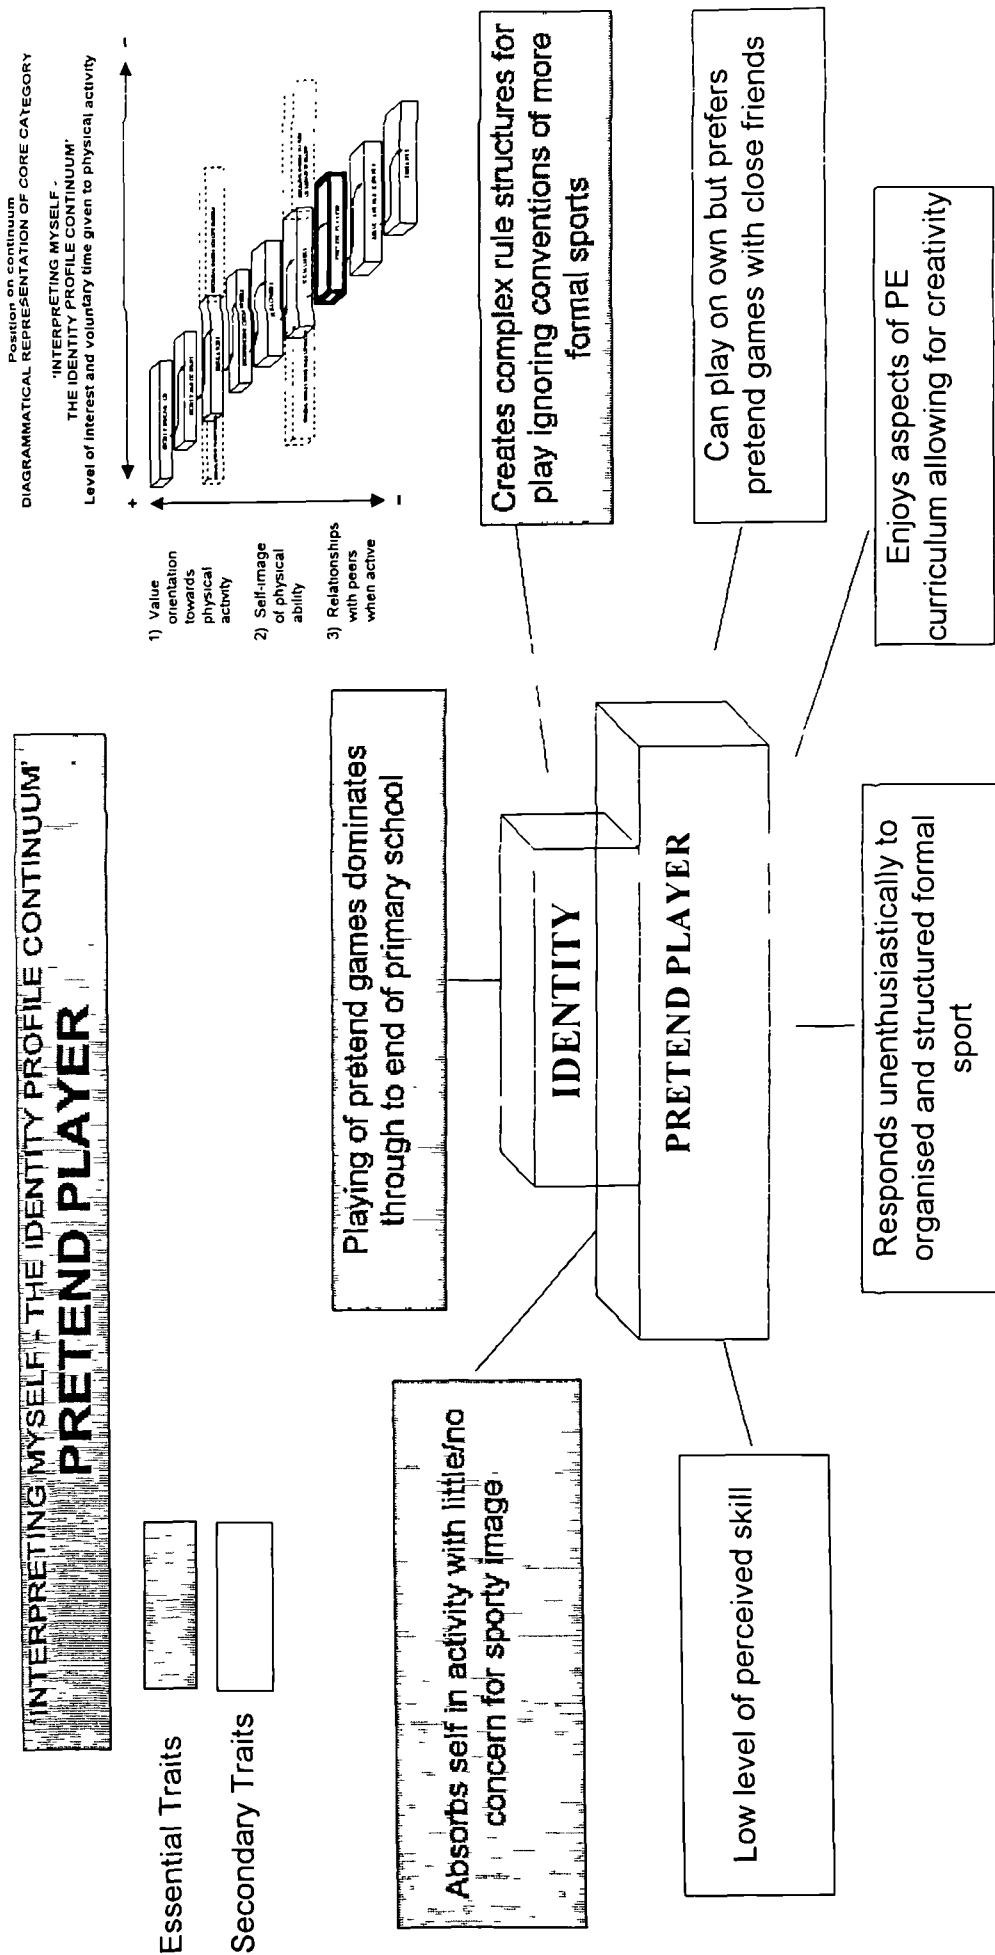 'INTERPRETING MYSELF - THE IDENTITY PROFILE CONTINUUM'
PRETEND PLAYER
Essential Traits
Secondary Traits
Position on continuum
DIAGRAMMATICAL REPRESENTATION OF CORE CATEGORY
'INTERPRETING MYSELF -
THE IDENTITY PROFILE CONTINUUM'
Level of interest and voluntary time given to physical activity
+
-
1) Value
orientation
towards
physical
activity
2) Self-image
of physical
ability
3) Relationships
with peers
when active
-
Playing of pretend games dominates
through to end of primary school
Absorbs self in activity with little/no
concern for sporty image
Creates complex rule structures for
play ignoring conventions of more
formal sports
IDENTITY
PRETEND PLAYER
Low level of perceived skill
Can play on own but prefers
pretend games with close friends
Responds unenthusiastically to
organised and structured formal
sport
Enjoys aspects of PE
curriculum allowing for creativity